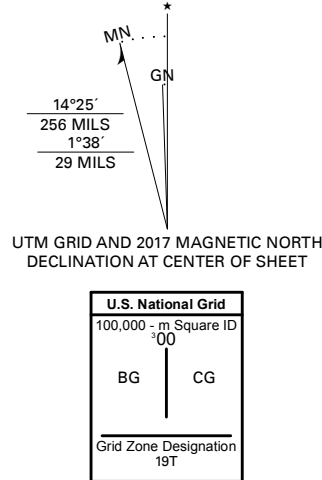 ★
MN
GN
14°25´
256 MILS
1°38´
29 MILS
UTM GRID AND 2017 MAGNETIC NORTH
DECLINATION AT CENTER OF SHEET
U.S. National Grid
100,000 - m Square ID
³00
BG CG
Grid Zone Designation
19T